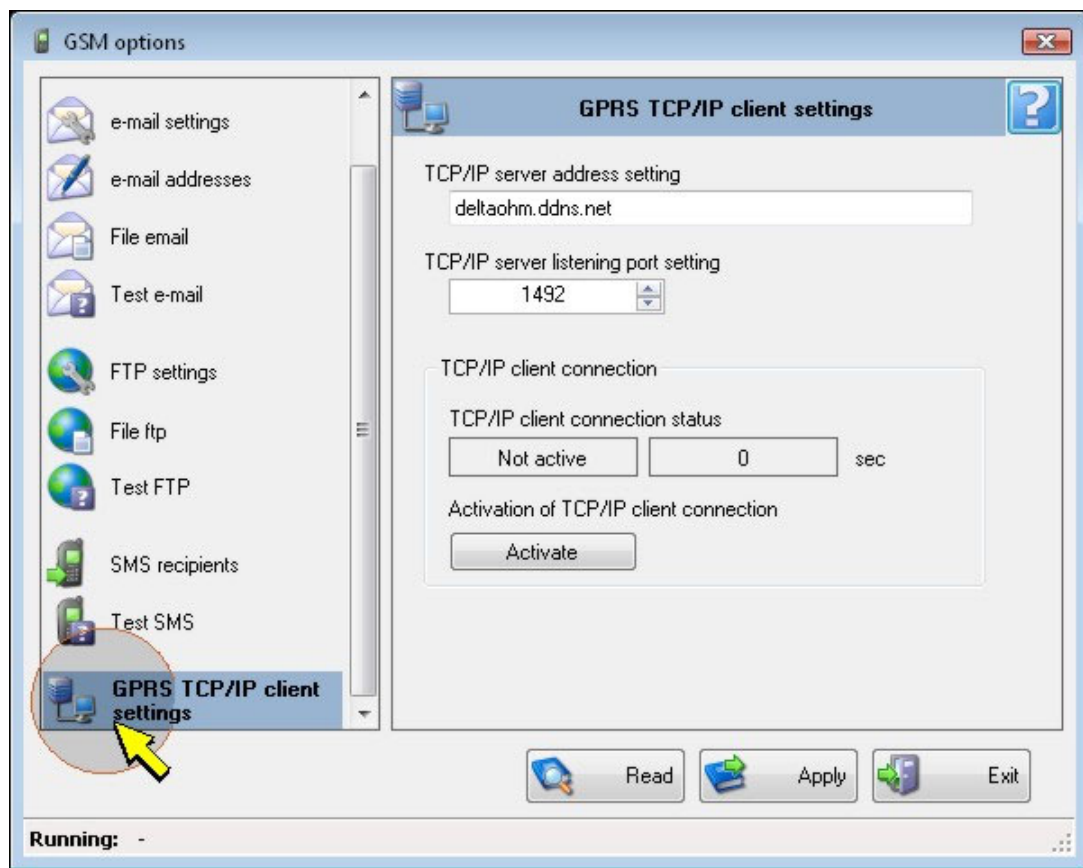 GSM options
e-mail settings
e-mail addresses
File email
Test e-mail
FTP settings
File ftp
Test FTP
SMS recipients
Test SMS
GPRS TCP/IP client
settings
GPRS TCP/IP client settings
?
TCP/IP server address setting
deltaohm.ddns.net
TCP/IP server listening port setting
1492
TCP/IP client connection
TCP/IP client connection status
Not active 0 sec
Activation of TCP/IP client connection
Activate
Read Apply Exit
Running: -